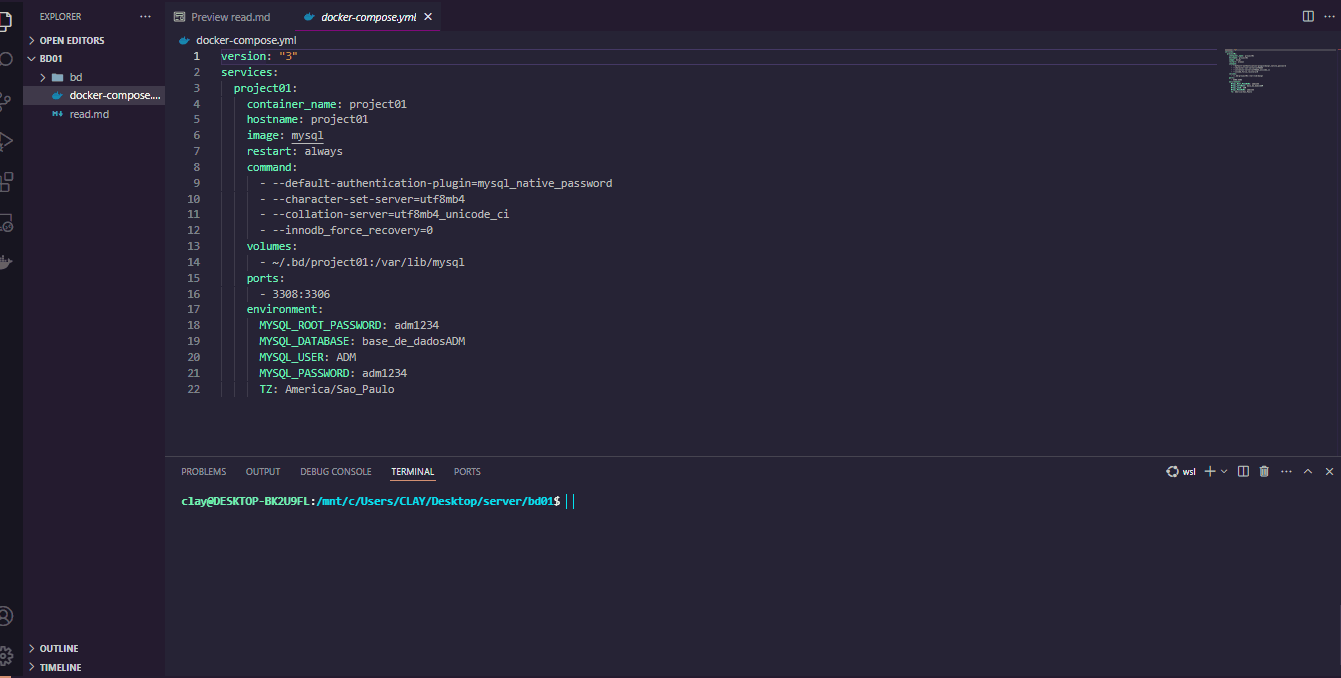 EXPLORER
OPEN EDITORS
BD01
bd
docker-compose....
read.md
OUTLINE
TIMELINE
Preview read.md
docker-compose.yml
docker-compose.yml
1 version: "3"
2 services:
3 project01:
4 container_name: project01
5 hostname: project01
6 image: mysql
7 restart: always
8 command:
9 - --default-authentication-plugin=mysql_native_password
10 - --character-set-server=utf8mb4
11 - --collation-server=utf8mb4_unicode_ci
12 - --innodb_force_recovery=0
13 volumes:
14 - ~/.bd/project01:/var/lib/mysql
15 ports:
16 - 3308:3306
17 environment:
18 MYSQL_ROOT_PASSWORD: adm1234
19 MYSQL_DATABASE: base_de_dadosADM
20 MYSQL_USER: ADM
21 MYSQL_PASSWORD: adm1234
22 TZ: America/Sao_Paulo
PROBLEMS OUTPUT DEBUG CONSOLE TERMINAL PORTS wsl
clay@DESKTOP-BK2U9FL:/mnt/c/Users/CLAY/Desktop/server/bd01$